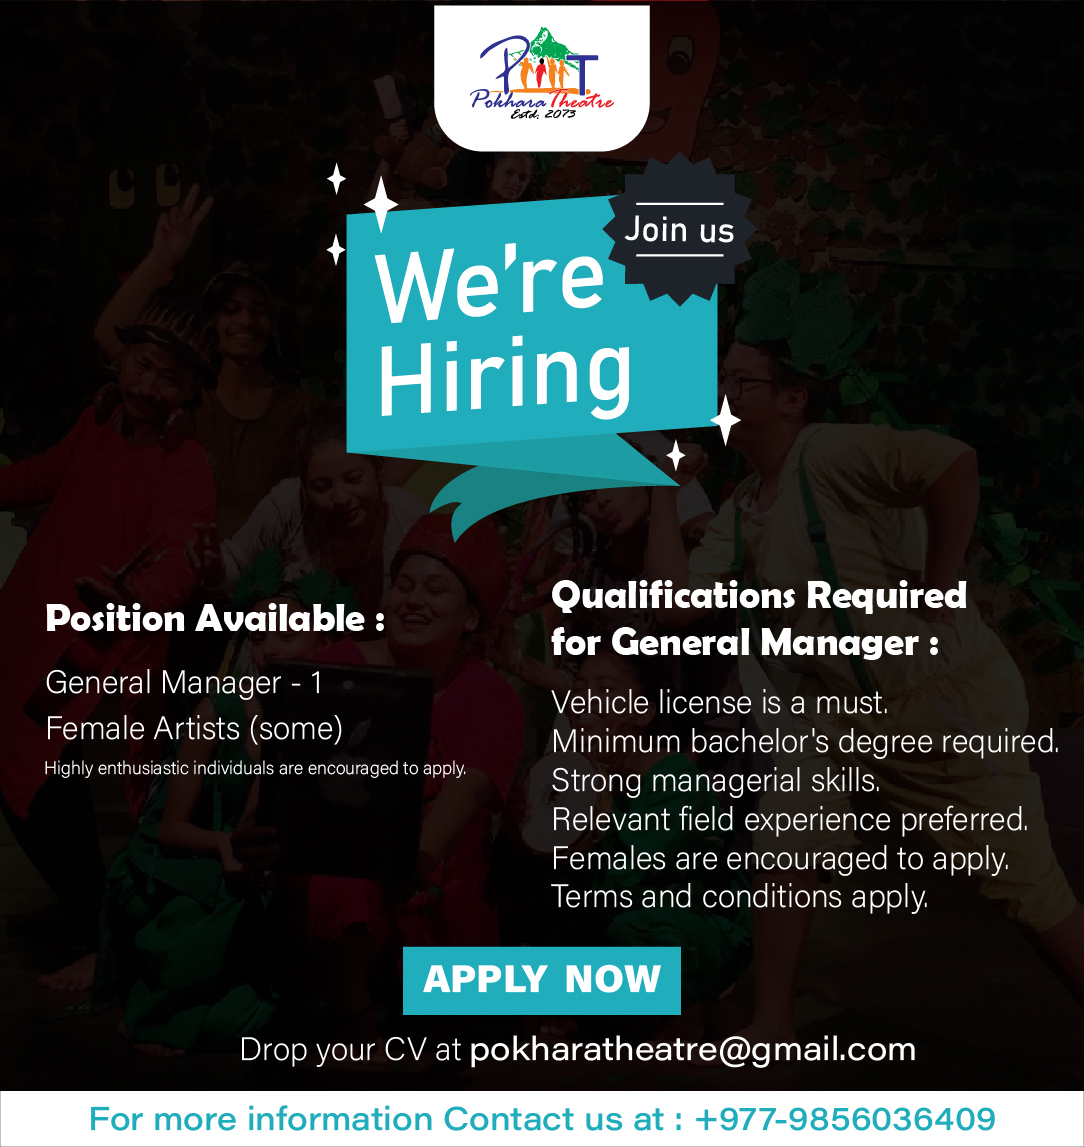 PT
Pokhara Theatre
Estd. 2073
Join us
We're
Hiring
Position Available :
General Manager - 1
Female Artists (some)
Highly enthusiastic individuals are encouraged to apply.
Qualifications Required
for General Manager :
Vehicle license is a must.
Minimum bachelor's degree required.
Strong managerial skills.
Relevant field experience preferred.
Females are encouraged to apply.
Terms and conditions apply.
APPLY NOW
Drop your CV at pokharatheatre@gmail.com
For more information Contact us at : +977-9856036409